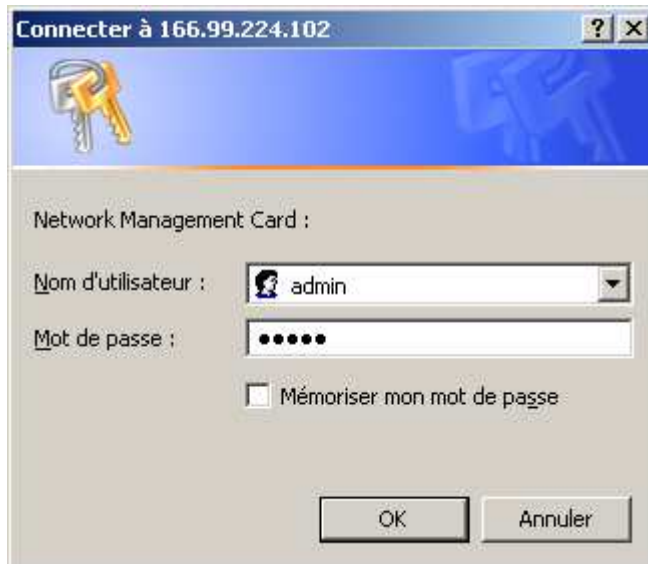 Connecter à 166.99.224.102
Network Management Card :
Nom d'utilisateur : admin
Mot de passe : •••••
Mémoriser mon mot de passe
OK Annuler